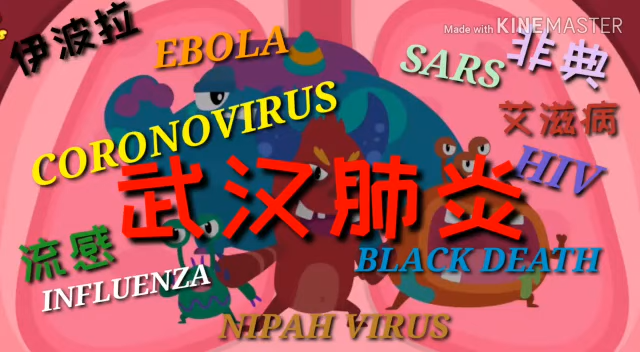 Made with KINEMASTER
伊波拉
EBOLA
SARS
非典
CORONOVIRUS
艾滋病
HIV
武汉肺炎
流感
INFLUENZA
BLACK DEATH
NIPAH VIRUS